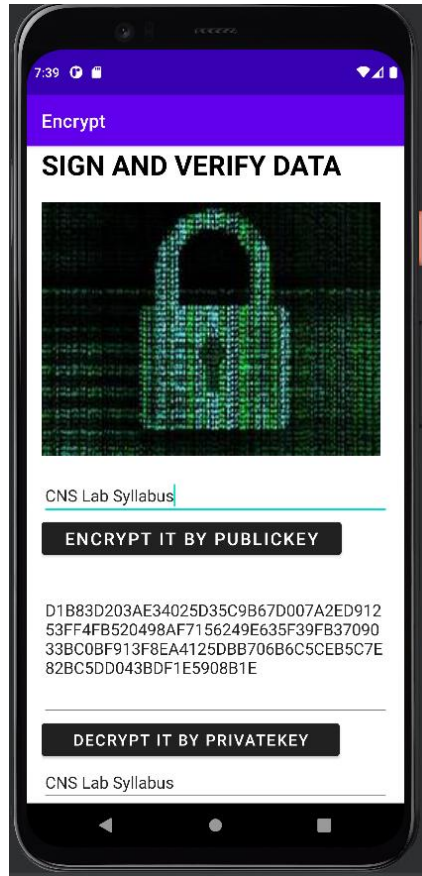 7:39
Encrypt
SIGN AND VERIFY DATA
CNS Lab Syllabus
ENCRYPT IT BY PUBLICKEY
D1B83D203AE34025D35C9B67D007A2ED912
53FF4FB520498AF7156249E635F39FB37090
33BC0BF913F8EA4125DBB706B6C5CEB5C7E
82BC5DD043BDF1E5908B1E
DECRYPT IT BY PRIVATEKEY
CNS Lab Syllabus